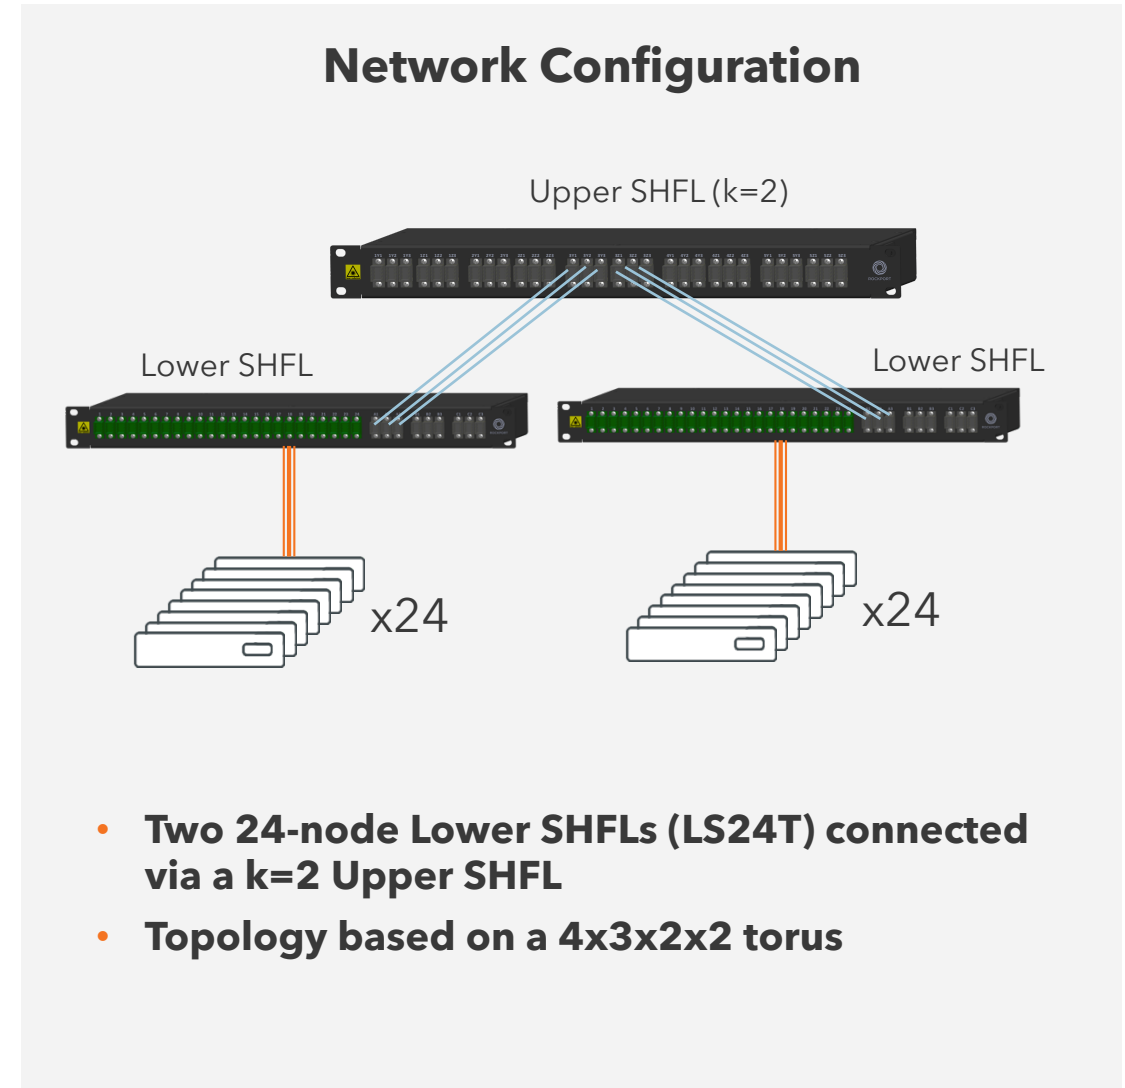 Network Configuration
Upper SHFL (k=2)
ROCKPORT
Lower SHFL
Lower SHFL
x24
x24
• Two 24-node Lower SHFLs (LS24T) connected
via a k=2 Upper SHFL
• Topology based on a 4x3x2x2 torus